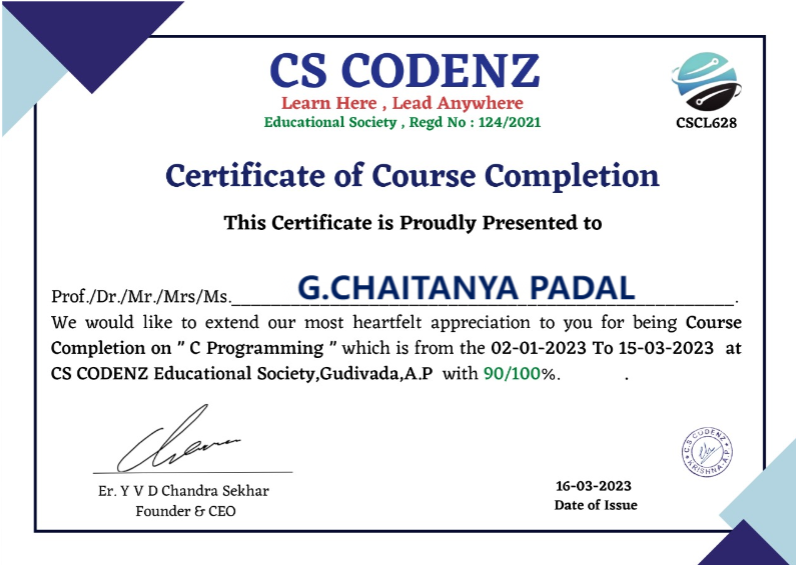 CS CODENZ
Learn Here , Lead Anywhere
Educational Society , Regd No : 124/2021
CSCL628
Certificate of Course Completion
This Certificate is Proudly Presented to
Prof./Dr./Mr./Mrs/Ms. G.CHAITANYA PADAL .
We would like to extend our most heartfelt appreciation to you for being Course
Completion on " C Programming " which is from the 02-01-2023 To 15-03-2023 at
CS CODENZ Educational Society,Gudivada,A.P with 90/100%. .
Er. Y V D Chandra Sekhar
Founder & CEO
16-03-2023
Date of Issue
C S CODENZ
KRISHNA-A.P